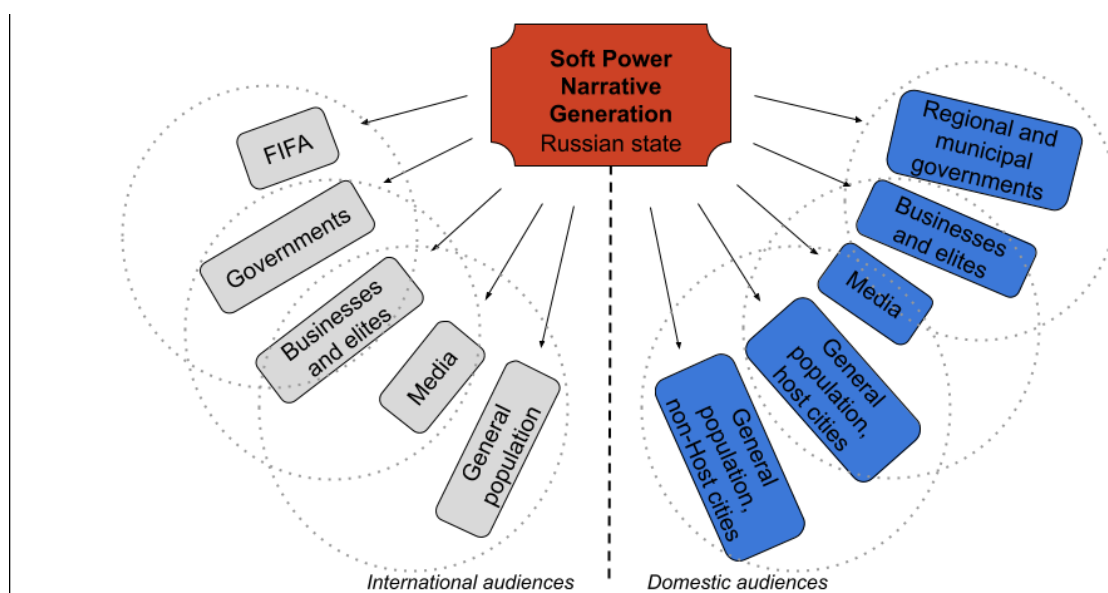 Soft Power
Narrative
Generation
Russian state
FIFA
Governments
Businesses
and elites
Media
General
population
Regional and
municipal
governments
Businesses
and elites
Media
General
population,
host cities
General
population,
non-Host cities
International audiences
Domestic audiences